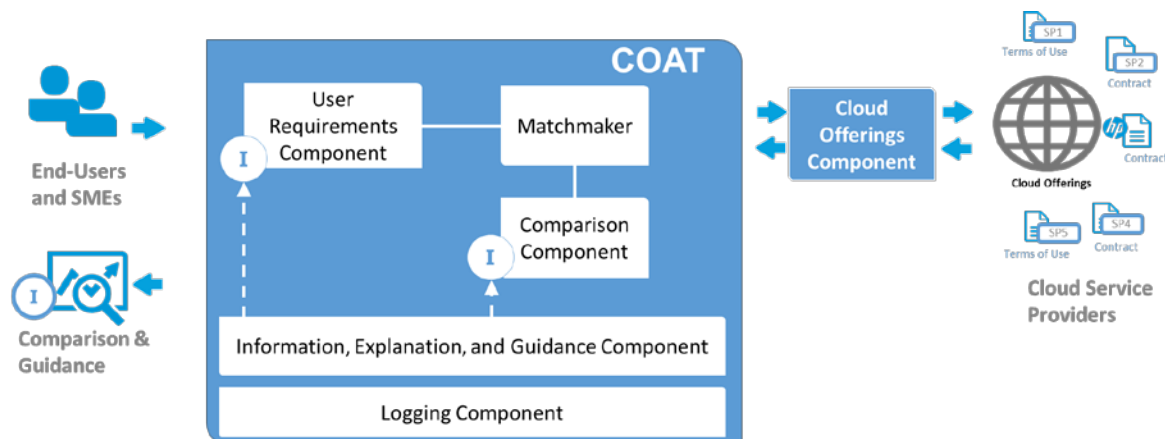 COAT
User
Requirements
Component
I
Matchmaker
Comparison
Component
I
Information, Explanation, and Guidance Component
Logging Component
End-Users
and SMEs
I
Comparison &
Guidance
Cloud
Offerings
Component
SP1
Terms of Use
SP2
Contract
hp
Contract
Cloud Offerings
SP5
Terms of Use
SP4
Contract
Cloud Service
Providers